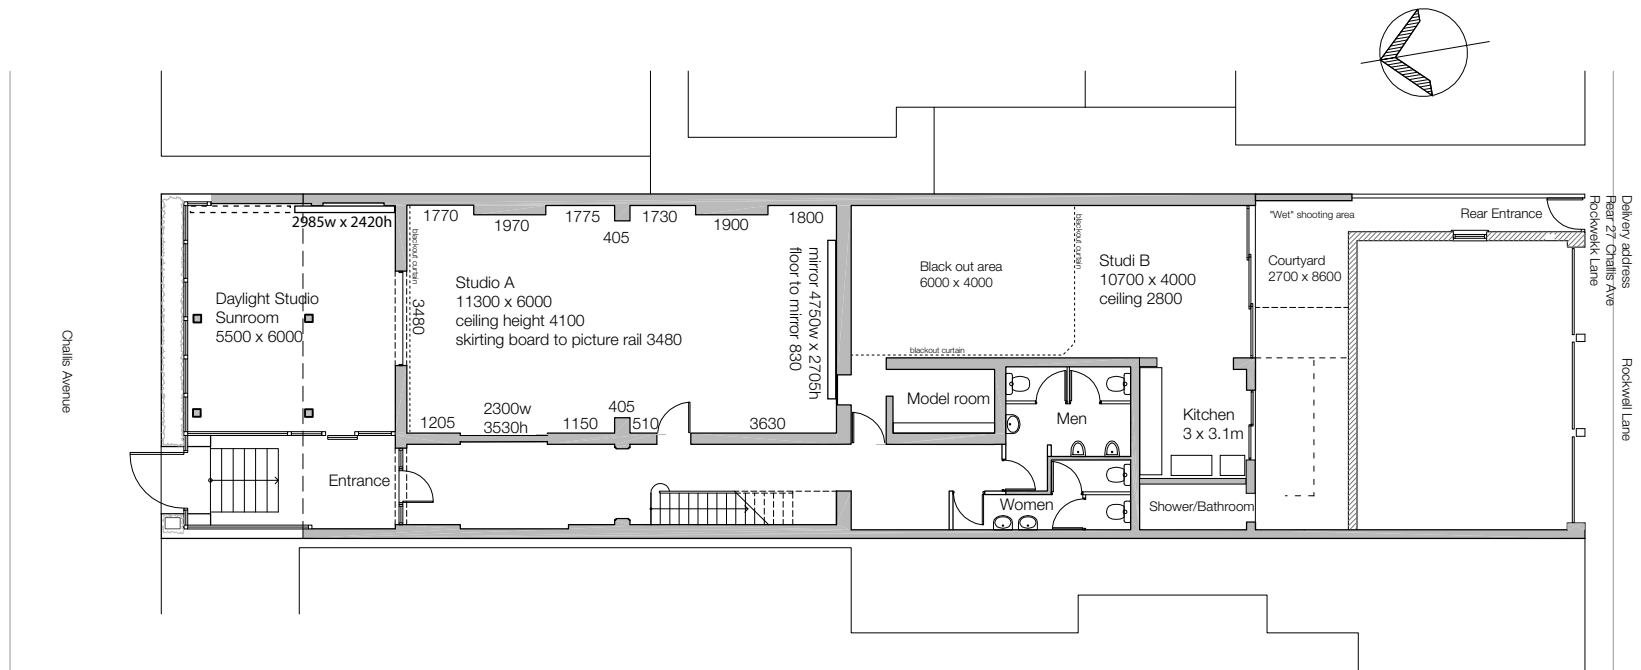 Challis Avenue
2985w x 2420h
Daylight Studio
Sunroom
5500 x 6000
Entrance
1770
1970
1775
405
1730
1900
1800
blackout curtain
3480
Studio A
11300 x 6000
ceiling height 4100
skirting board to picture rail 3480
mirror 4750w x 2705h
floor to mirror 830
1205
2300w
3530h
1150
405
510
3630
Black out area
6000 x 4000
blackout curtain
blackout curtain
Studi B
10700 x 4000
ceiling 2800
Model room
Men
Women
Kitchen
3 x 3.1m
Shower/Bathroom
"Wet" shooting area
Courtyard
2700 x 8600
Rear Entrance
Delivery address
Rear 27 Challis Ave
Rockwekk Lane
Rockwell Lane